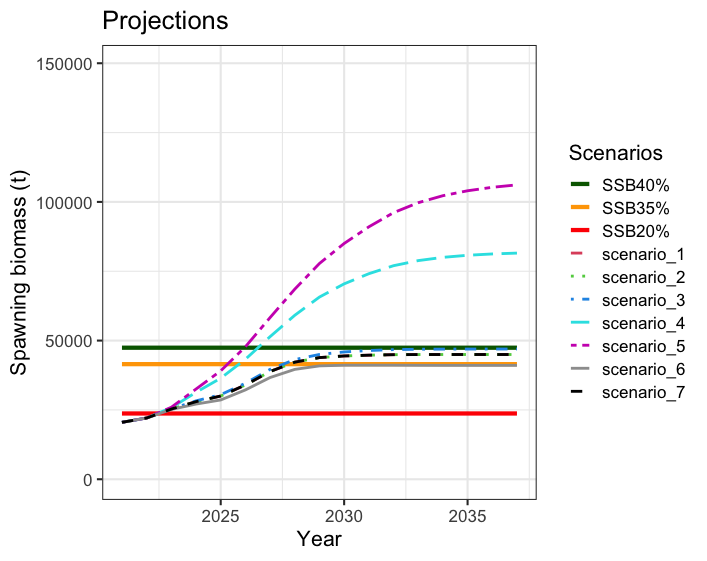 Projections
Spawning biomass (t)
150000
100000
50000
0
2025
2030
2035
Year
Scenarios
SSB40%
SSB35%
SSB20%
scenario_1
scenario_2
scenario_3
scenario_4
scenario_5
scenario_6
scenario_7